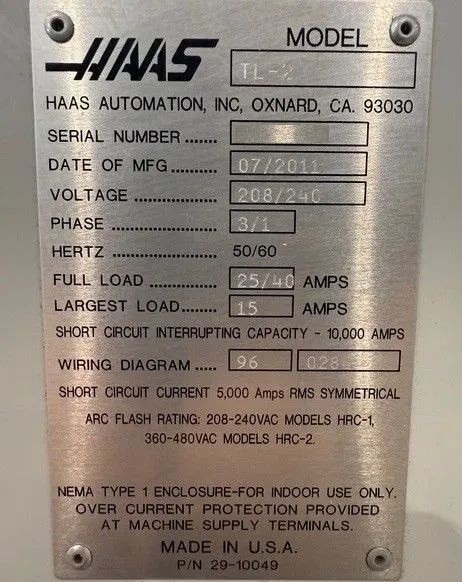 HAAS
MODEL
TL-2
HAAS AUTOMATION, INC, OXNARD, CA. 93030
SERIAL NUMBER
DATE OF MFG 07/2011
VOLTAGE 208/240
PHASE 3/1
HERTZ 50/60
FULL LOAD 25/40 AMPS
LARGEST LOAD 15 AMPS
SHORT CIRCUIT INTERRUPTING CAPACITY - 10,000 AMPS
WIRING DIAGRAM 96
SHORT CIRCUIT CURRENT 5,000 Amps RMS SYMMETRICAL
ARC FLASH RATING: 208-240VAC MODELS HRC-1,
360-480VAC MODELS HRC-2.
NEMA TYPE 1 ENCLOSURE-FOR INDOOR USE ONLY.
OVER CURRENT PROTECTION PROVIDED
AT MACHINE SUPPLY TERMINALS.
MADE IN U.S.A.
P/N 29-10049